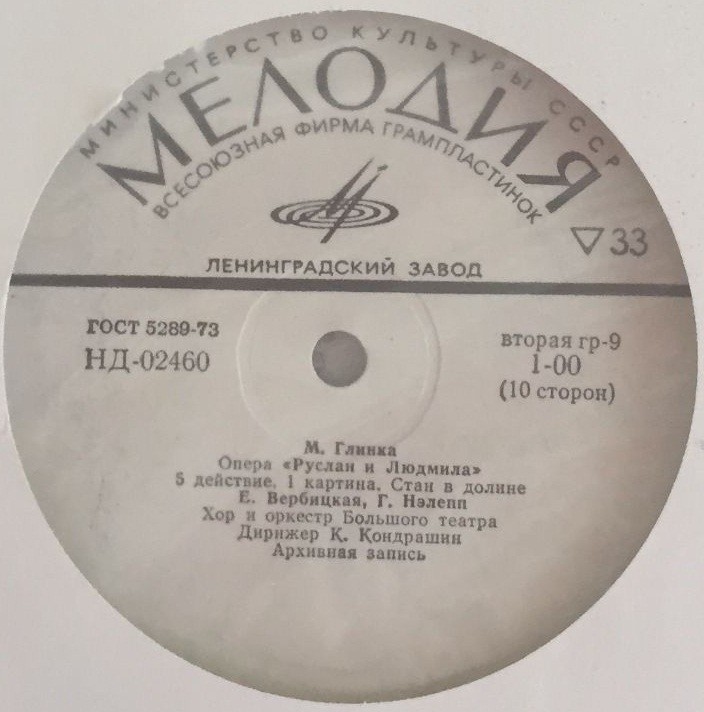 МИНИСТЕРСТВО КУЛЬТУРЫ СССР
МЕЛОДИЯ
ВСЕСОЮЗНАЯ ФИРМА ГРАМПЛАСТИНОК
▽33
ЛЕНИНГРАДСКИЙ ЗАВОД
ГОСТ 5289-73
НД-02460
вторая гр-9
1-00
(10 сторон)
М. Глинка
Опера «Руслан и Людмила»
5 действие, 1 картина. Стан в долине
Е. Вербицкая, Г. Нэлепп
Хор и оркестр Большого театра
Дирижер К. Кондрашин
Архивная запись